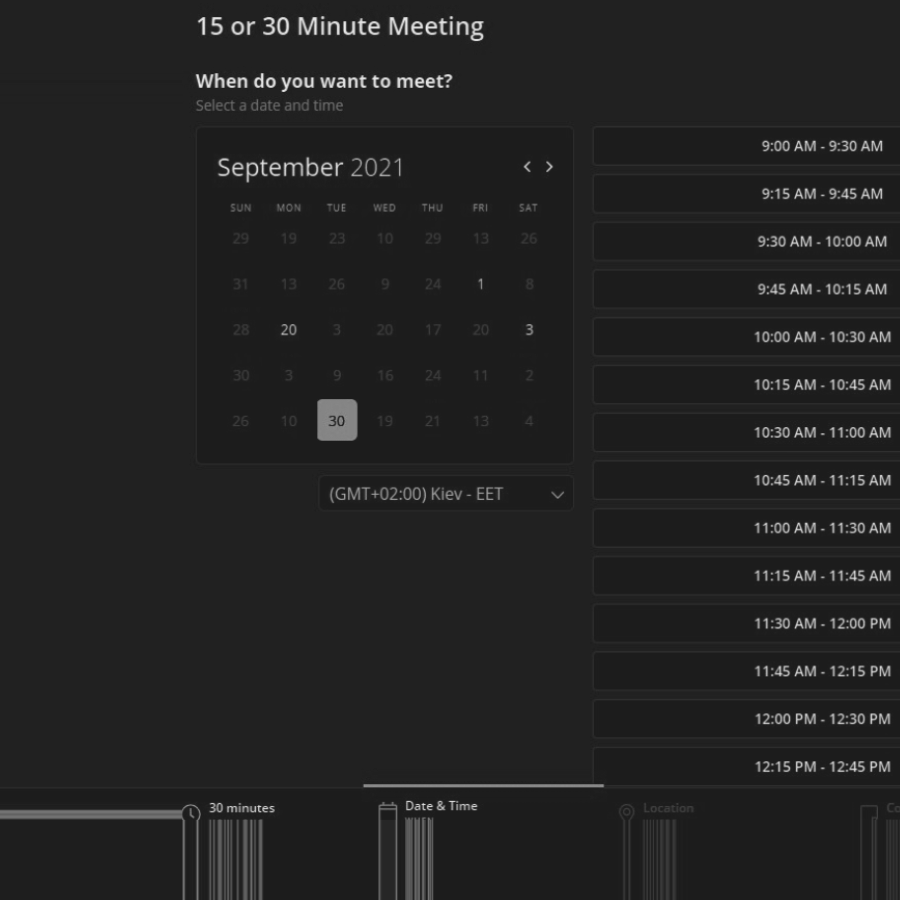 15 or 30 Minute Meeting
When do you want to meet?
Select a date and time
September 2021
SUN MON TUE WED THU FRI SAT
29 19 23 10 29 13 26
31 13 26 9 24 1 8
28 20 3 20 17 20 3
30 3 9 16 24 11 2
26 10 30 19 21 13 4
(GMT+02:00) Kiev - EET
9:00 AM - 9:30 AM
9:15 AM - 9:45 AM
9:30 AM - 10:00 AM
9:45 AM - 10:15 AM
10:00 AM - 10:30 AM
10:15 AM - 10:45 AM
10:30 AM - 11:00 AM
10:45 AM - 11:15 AM
11:00 AM - 11:30 AM
11:15 AM - 11:45 AM
11:30 AM - 12:00 PM
11:45 AM - 12:15 PM
12:00 PM - 12:30 PM
12:15 PM - 12:45 PM
30 minutes
Date & Time
Location